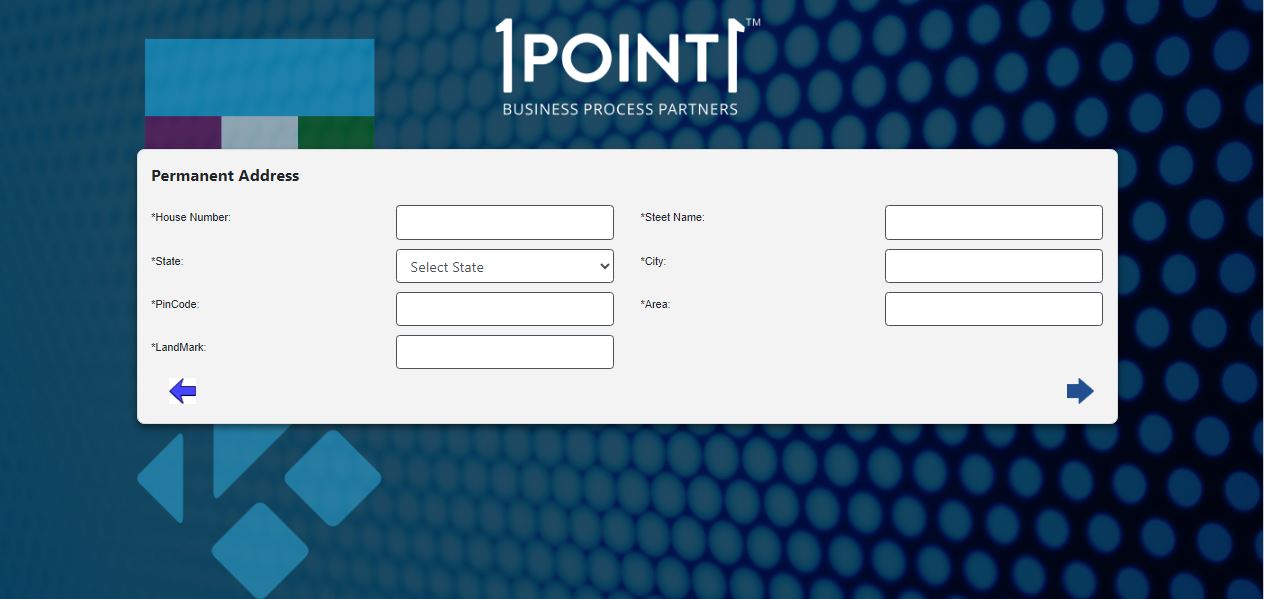 1POINT1™
BUSINESS PROCESS PARTNERS
Permanent Address
*House Number:
*Steet Name:
*State:
Select State
*City:
*PinCode:
*Area:
*LandMark: